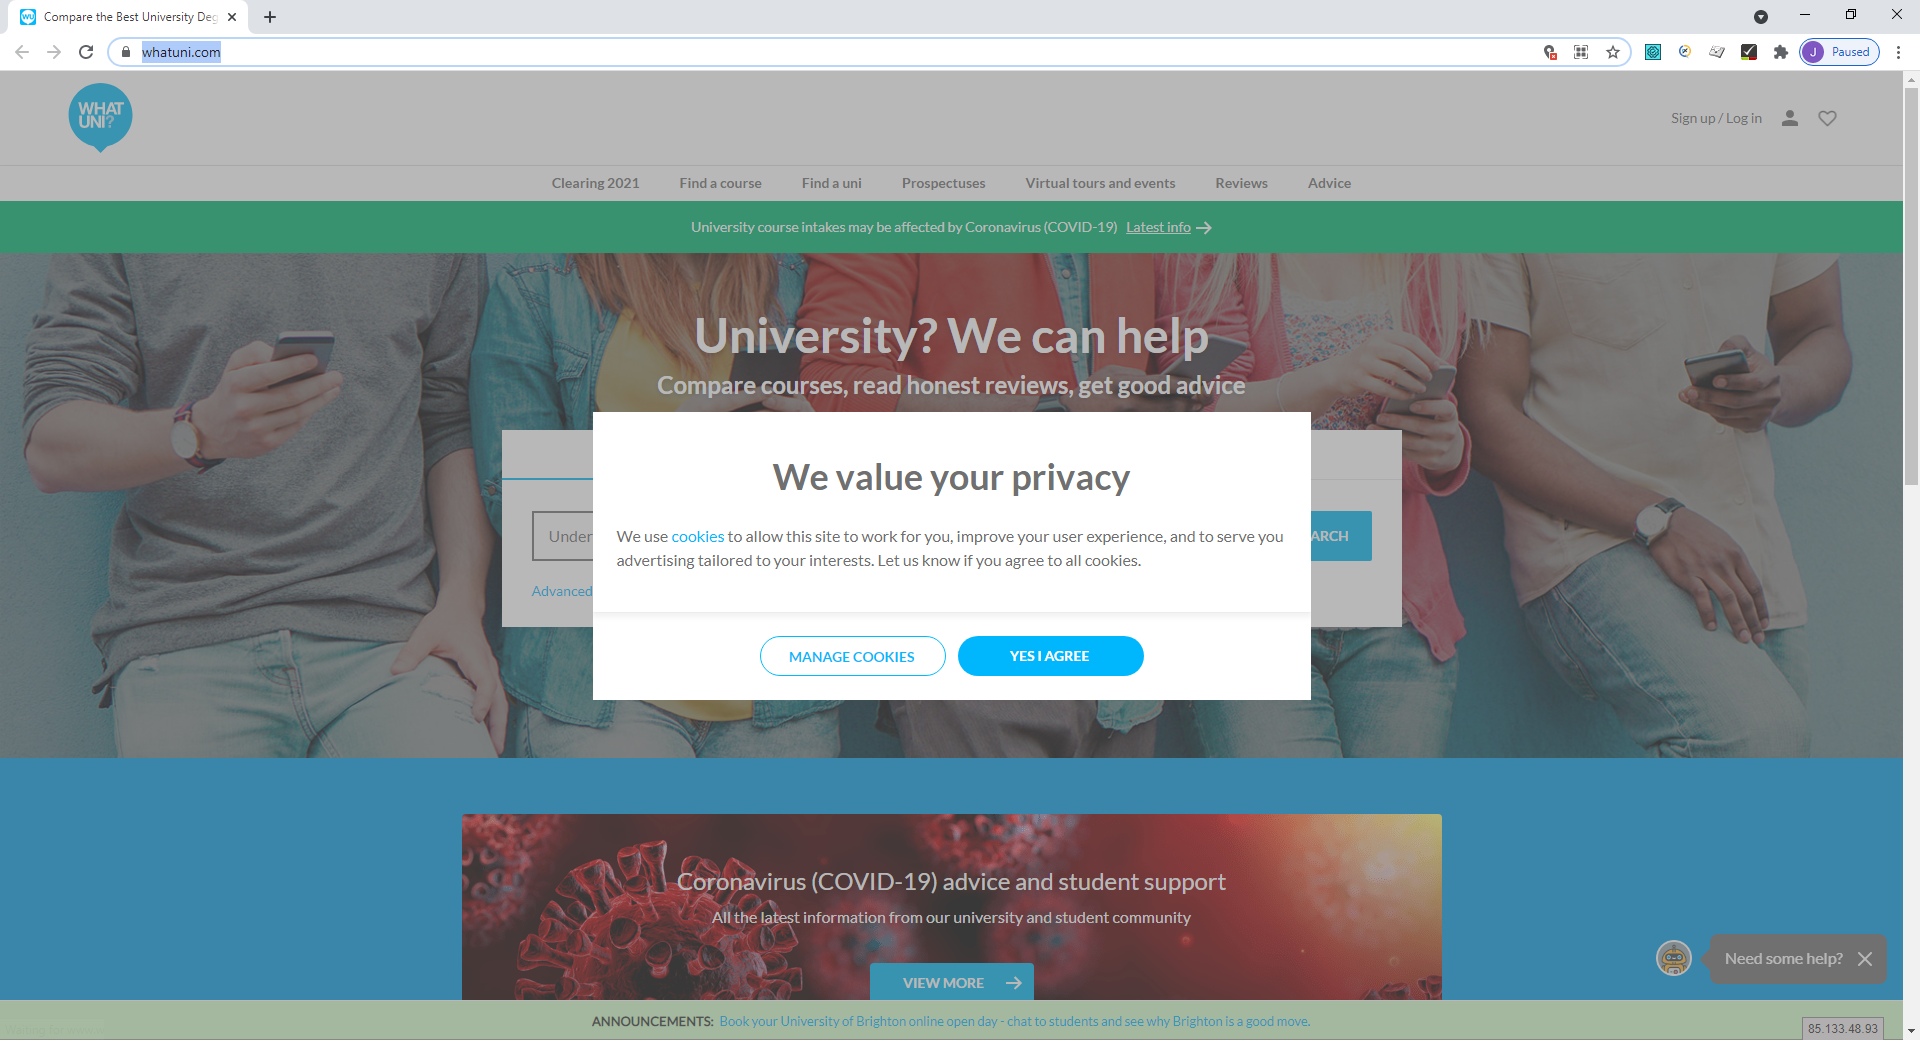 WU Compare the Best University Deg
whatuni.com
J Paused
WHAT
UNI?
Sign up / Log in
Clearing 2021 Find a course Find a uni Prospectuses Virtual tours and events Reviews Advice
University course intakes may be affected by Coronavirus (COVID-19) Latest info
University? We can help
Compare courses, read honest reviews, get good advice
We value your privacy
We use cookies to allow this site to work for you, improve your user experience, and to serve you
advertising tailored to your interests. Let us know if you agree to all cookies.
Under
ARCH
Advanced
MANAGE COOKIES YES I AGREE
Coronavirus (COVID-19) advice and student support
All the latest information from our university and student community
VIEW MORE
Need some help?
ANNOUNCEMENTS: Book your University of Brighton online open day - chat to students and see why Brighton is a good move.
85.133.48.93